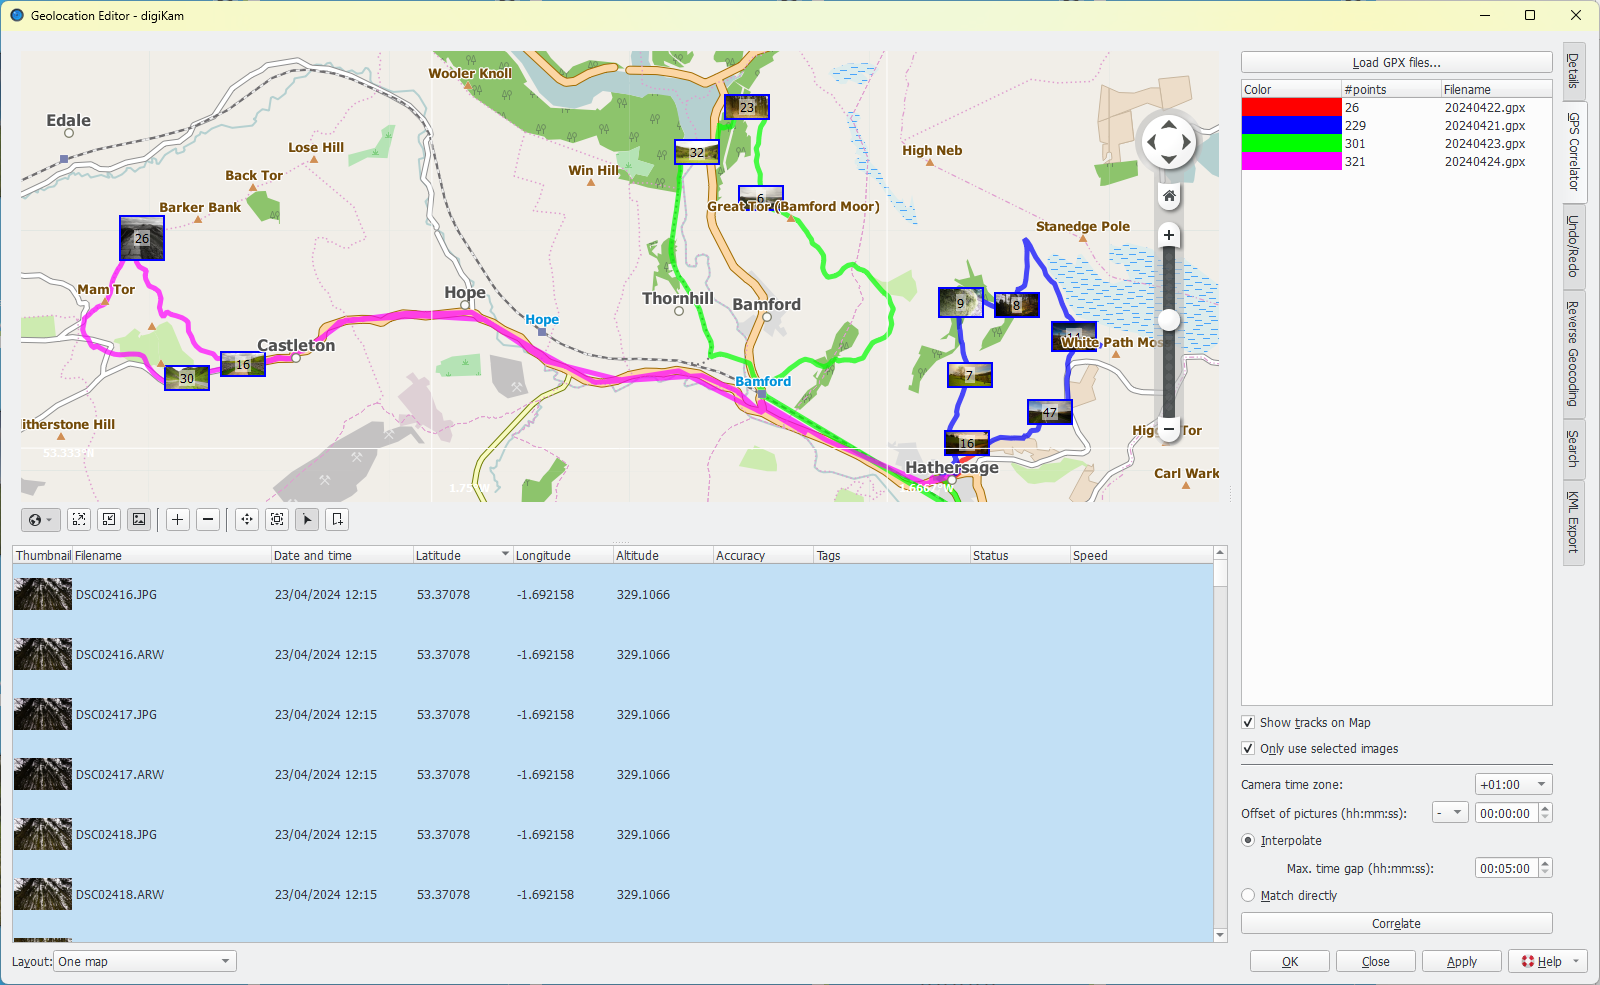 Geolocation Editor - digiKam
Wooler Knoll
Edale
Lose Hill
Back Tor
Barker Bank
Win Hill
High Neb
Great Tor (Bamford Moor)
Stanedge Pole
Mam Tor
Hope
Hope
Thornhill
Bamford
Castleton
White Path Mos
Bamford
itherstone Hill
Hathersage
Carl Wark
53.333°N
23
32
6
26
9
8
7
47
16
30
16
Load GPX files...
Color #points Filename
26 20240422.gpx
229 20240421.gpx
301 20240423.gpx
321 20240424.gpx
Details
GPS Correlator
Undo/Redo
Reverse Geocoding
Search
KML Export
Thumbnail Filename Date and time Latitude Longitude Altitude Accuracy Tags Status Speed
DSC02416.JPG 23/04/2024 12:15 53.37078 -1.692158 329.1066
DSC02416.ARW 23/04/2024 12:15 53.37078 -1.692158 329.1066
DSC02417.JPG 23/04/2024 12:15 53.37078 -1.692158 329.1066
DSC02417.ARW 23/04/2024 12:15 53.37078 -1.692158 329.1066
DSC02418.JPG 23/04/2024 12:15 53.37078 -1.692158 329.1066
DSC02418.ARW 23/04/2024 12:15 53.37078 -1.692158 329.1066
Show tracks on Map
Only use selected images
Camera time zone: +01:00
Offset of pictures (hh:mm:ss): - 00:00:00
Interpolate
Max. time gap (hh:mm:ss): 00:05:00
Match directly
Correlate
Layout: One map
OK Close Apply Help